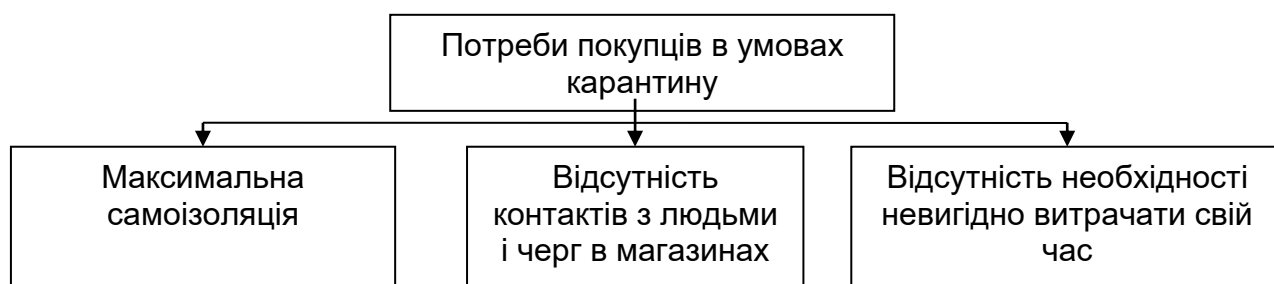 Потреби покупців в умовах
карантину
Максимальна
самоізоляція
Відсутність
контактів з людьми
і черг в магазинах
Відсутність необхідності
невигідно витрачати свій
час